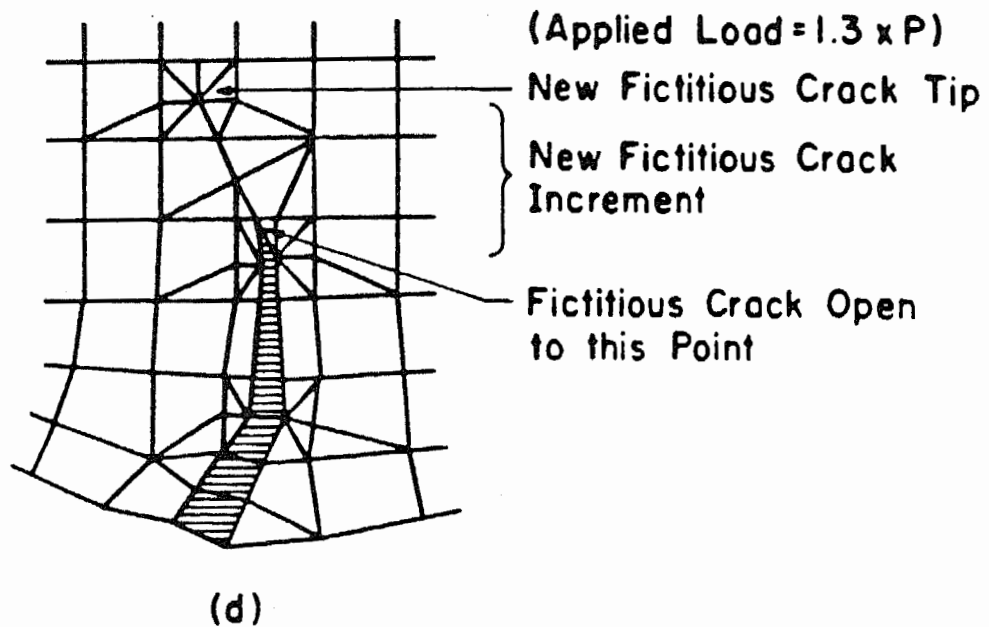 (Applied Load = 1.3 x P)
New Fictitious Crack Tip
New Fictitious Crack
Increment
Fictitious Crack Open
to this Point
(d)